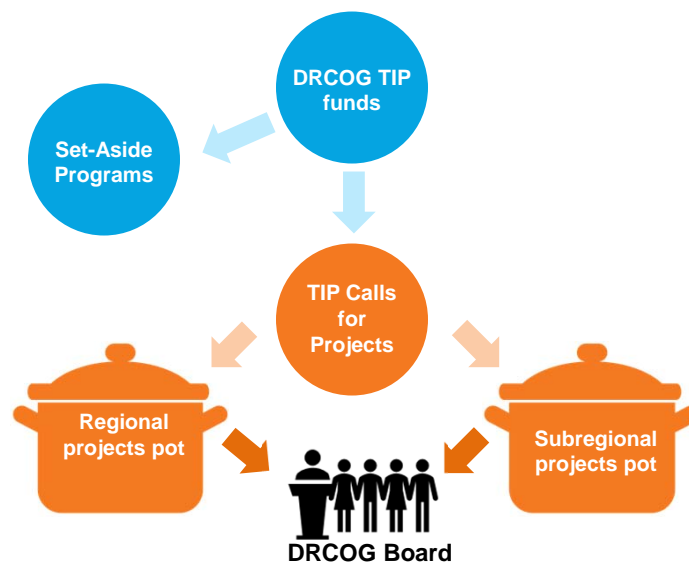 DRCOG TIP
funds
Set-Aside
Programs
TIP Calls
for
Projects
Regional
projects pot
Subregional
projects pot
DRCOG Board